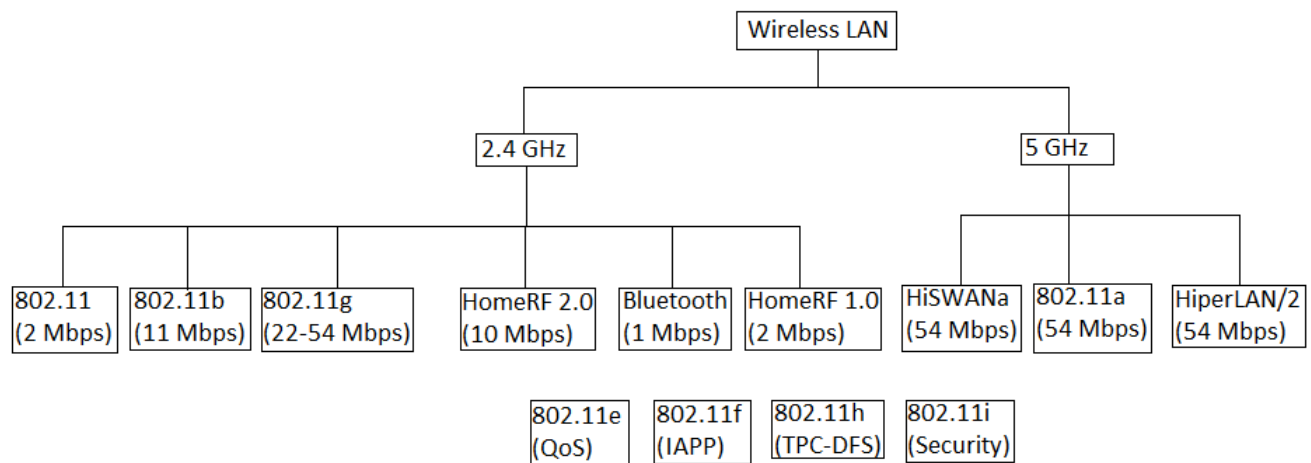 Wireless LAN
2.4 GHz
5 GHz
802.11
(2 Mbps)
802.11b
(11 Mbps)
802.11g
(22-54 Mbps)
HomeRF 2.0
(10 Mbps)
Bluetooth
(1 Mbps)
HomeRF 1.0
(2 Mbps)
HiSWANa
(54 Mbps)
802.11a
(54 Mbps)
HiperLAN/2
(54 Mbps)
802.11e
(QoS)
802.11f
(IAPP)
802.11h
(TPC-DFS)
802.11i
(Security)